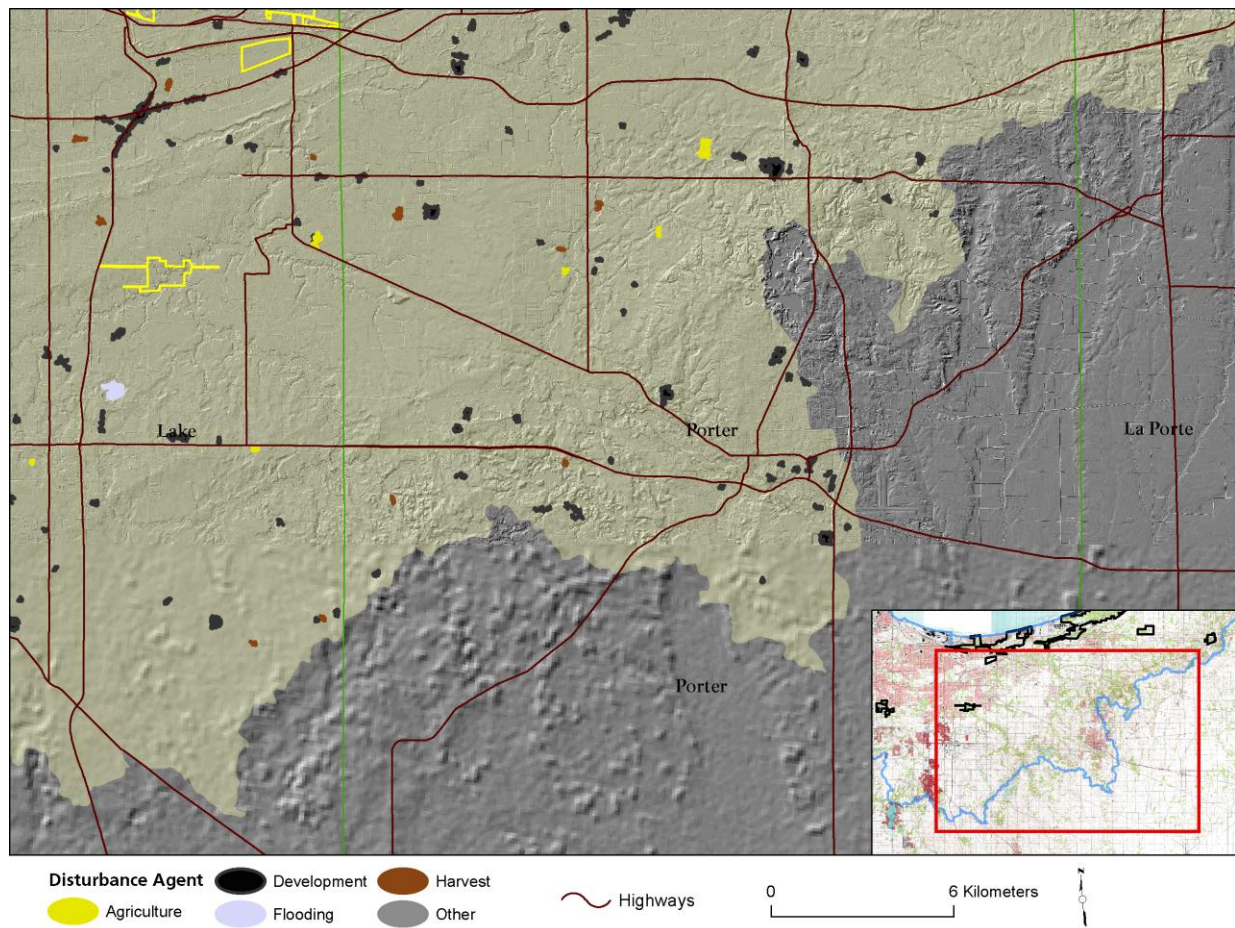 Lake
Porter
La Porte
Porter
Disturbance Agent
Development
Harvest
Agriculture
Flooding
Other
Highways
0
6 Kilometers
N